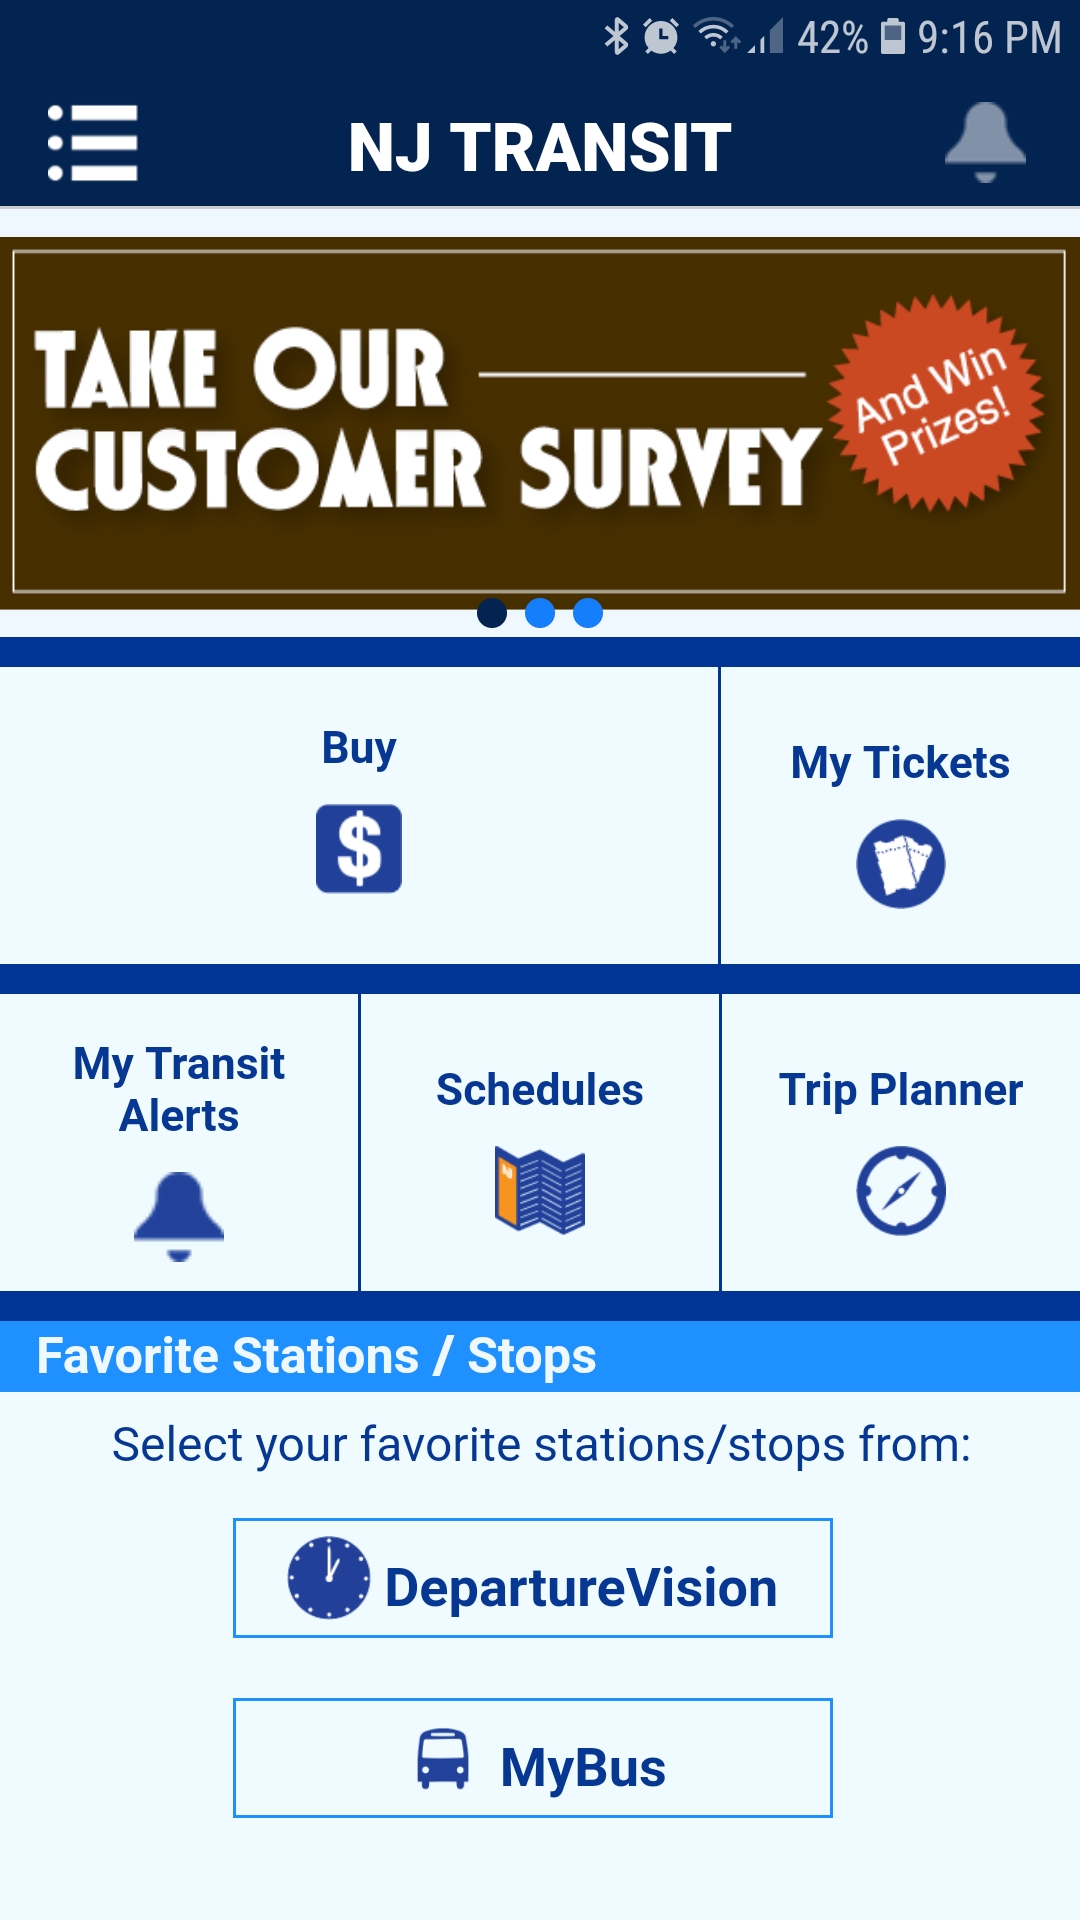 42% 9:16 PM
NJ TRANSIT
TAKE OUR
CUSTOMER SURVEY
And Win
Prizes!
Buy
$
My Tickets
My Transit
Alerts
Schedules
Trip Planner
Favorite Stations / Stops
Select your favorite stations/stops from:
DepartureVision
MyBus